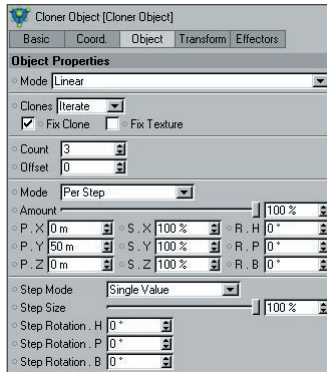 Cloner Object [Cloner Object]
Basic Coord. Object Transform Effectors
Object Properties
Mode Linear
Clones Iterate
Fix Clone Fix Texture
Count 3
Offset 0
Mode Per Step
Amount 100 %
P . X 0 m S . X 100 % R . H 0 °
P . Y 50 m S . Y 100 % R . P 0 °
P . Z 0 m S . Z 100 % R . B 0 °
Step Mode Single Value
Step Size 100 %
Step Rotation . H 0 °
Step Rotation . P 0 °
Step Rotation . B 0 °